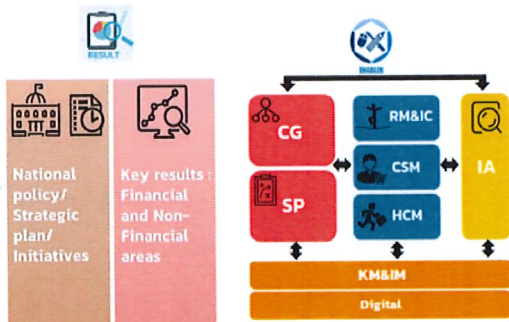 RESULT
National
policy/
Strategic
plan/
Initiatives
Key results :
Financial
and Non-
Financial
areas
ENABLER
CG
SP
RM&IC
CSM
HCM
IA
KM&IM
Digital